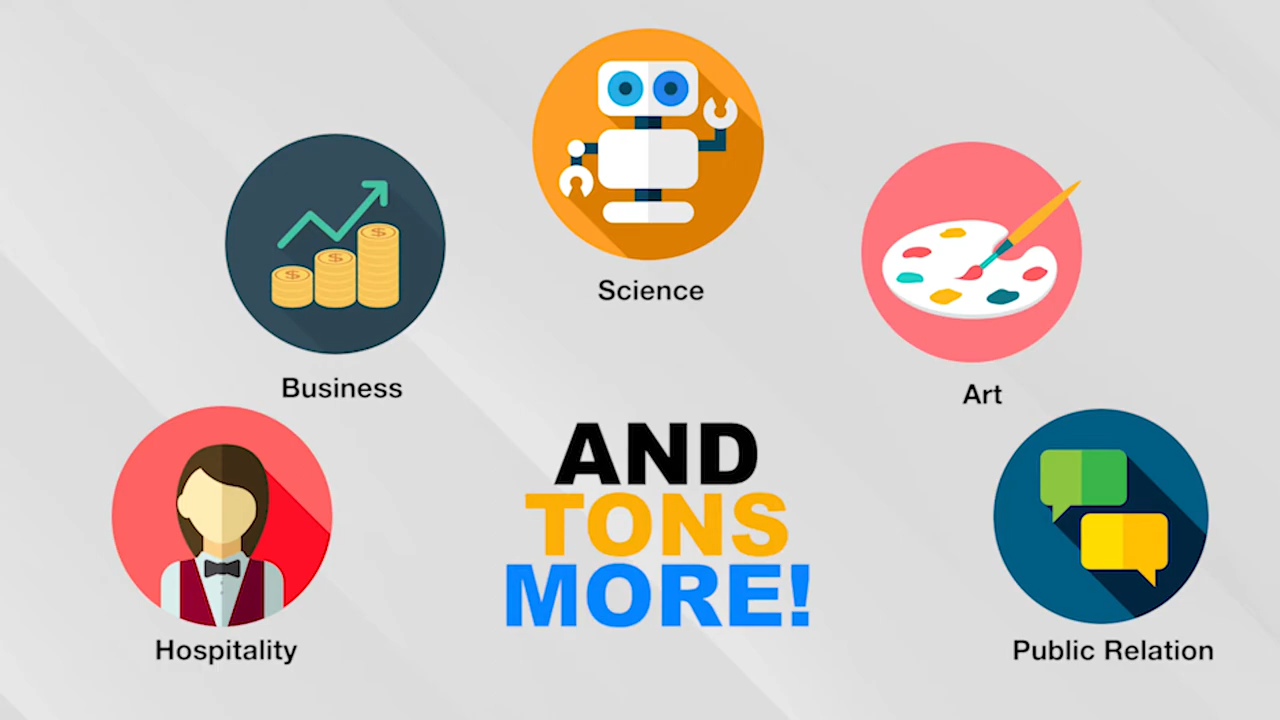 Science
Business
Art
AND
TONS
MORE!
Hospitality
Public Relation